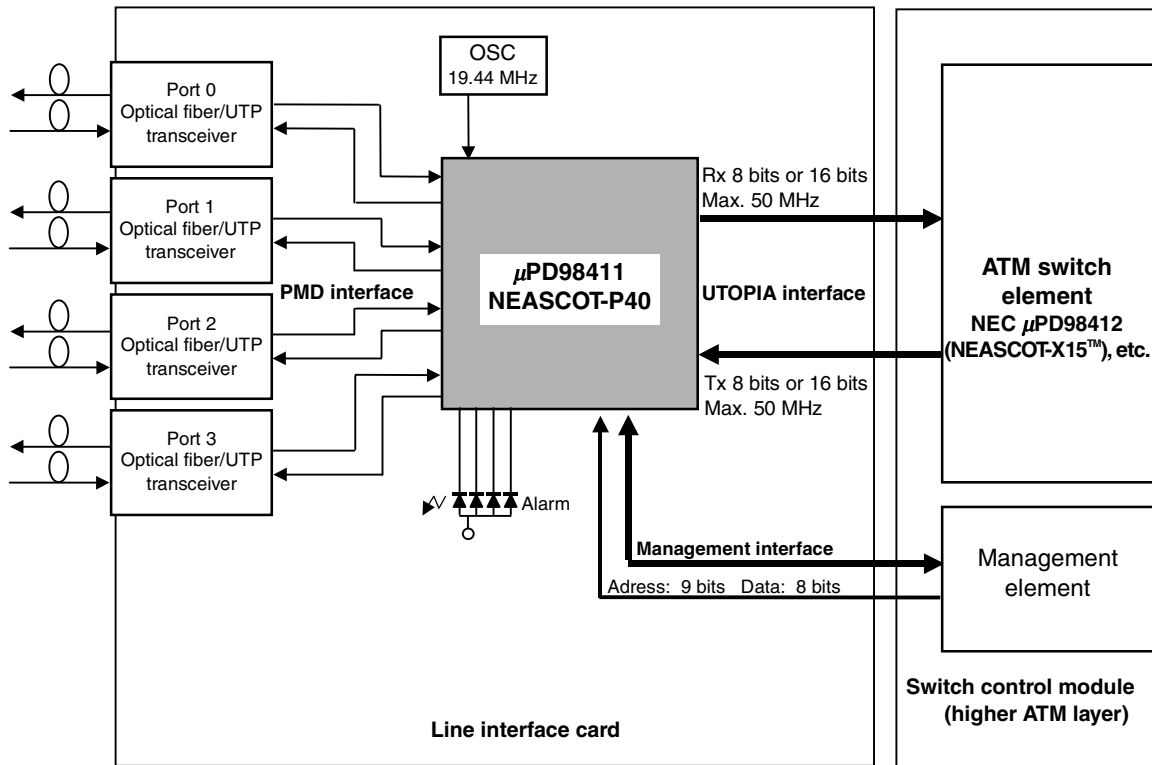 OSC
19.44 MHz
Port 0
Optical fiber/UTP
transceiver
Port 1
Optical fiber/UTP
transceiver
Port 2
Optical fiber/UTP
transceiver
Port 3
Optical fiber/UTP
transceiver
PMD interface
µPD98411
NEASCOT-P40
Rx 8 bits or 16 bits
Max. 50 MHz
UTOPIA interface
Tx 8 bits or 16 bits
Max. 50 MHz
ATM switch
element
NEC µPD98412
(NEASCOT-X15™), etc.
Alarm
Management interface
Adress: 9 bits Data: 8 bits
Management
element
Line interface card
Switch control module
(higher ATM layer)